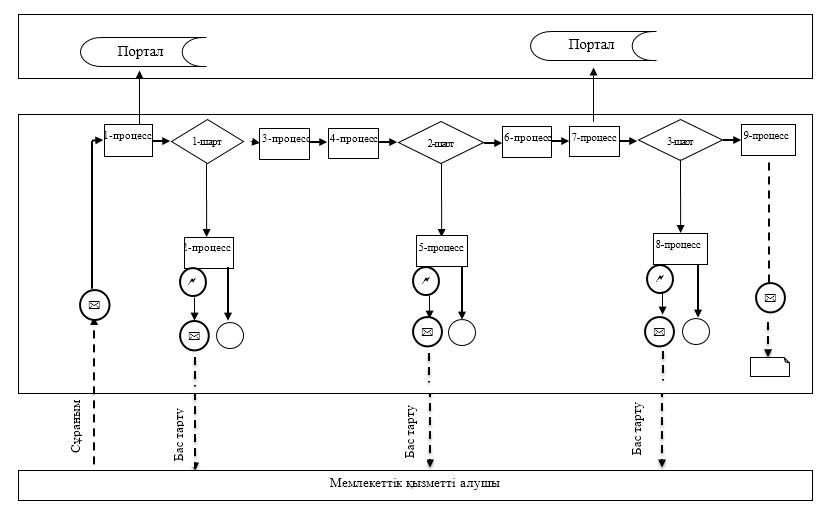 Портал
Портал
1-процесс
1-шарт
3-процесс
4-процесс
2-шарт
6-процесс
7-процесс
3-шарт
9-процесс
2-процесс
5-процесс
8-процесс
Сұраным
Бас тарту
Бас тарту
Бас тарту
Мемлекеттік қызметті алушы